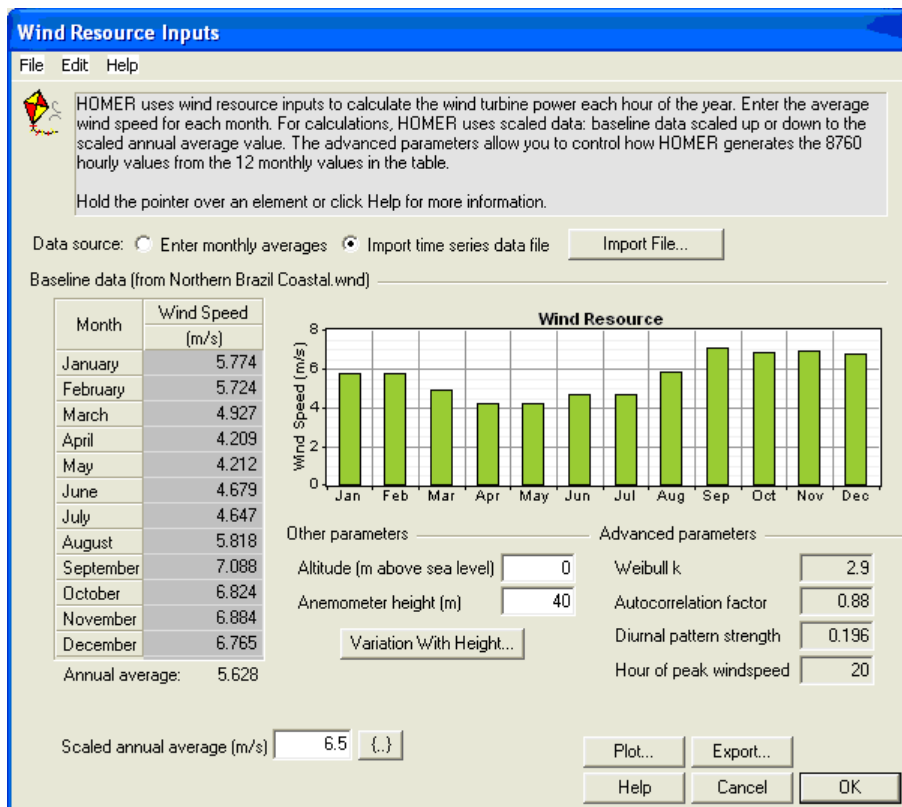 Wind Resource Inputs
File Edit Help
HOMER uses wind resource inputs to calculate the wind turbine power each hour of the year. Enter the average
wind speed for each month. For calculations, HOMER uses scaled data: baseline data scaled up or down to the
scaled annual average value. The advanced parameters allow you to control how HOMER generates the 8760
hourly values from the 12 monthly values in the table.
Hold the pointer over an element or click Help for more information.
Data source: Enter monthly averages Import time series data file Import File...
Baseline data (from Northern Brazil Coastal.wnd)
Month Wind Speed
(m/s)
January 5.774
February 5.724
March 4.927
April 4.209
May 4.212
June 4.679
July 4.647
August 5.818
September 7.088
October 6.824
November 6.884
December 6.765
Annual average: 5.628
Wind Resource
Wind Speed (m/s)
8
6
4
2
0
Jan Feb Mar Apr May Jun Jul Aug Sep Oct Nov Dec
Other parameters
Altitude (m above sea level) 0
Anemometer height (m) 40
Variation With Height...
Advanced parameters
Weibull k 2.9
Autocorrelation factor 0.88
Diurnal pattern strength 0.196
Hour of peak windspeed 20
Scaled annual average (m/s) 6.5 {..}
Plot... Export...
Help Cancel OK